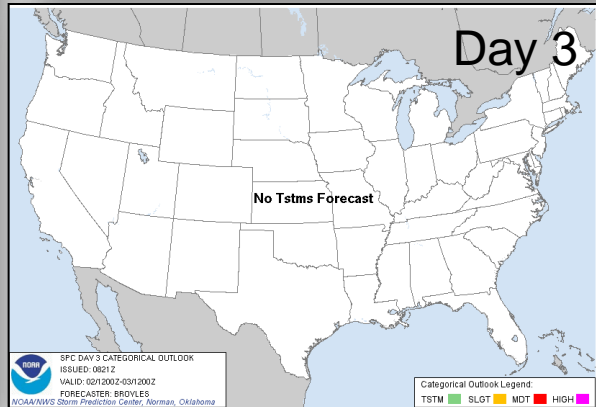 Day 3
No Tstms Forecast
NOAA
SPC DAY 3 CATEGORICAL OUTLOOK
ISSUED: 0821Z
VALID: 02/1200Z-03/1200Z
FORECASTER: BROYLES
NOAA/NWS Storm Prediction Center, Norman, Oklahoma
Categorical Outlook Legend:
TSTM SLGT MDT HIGH